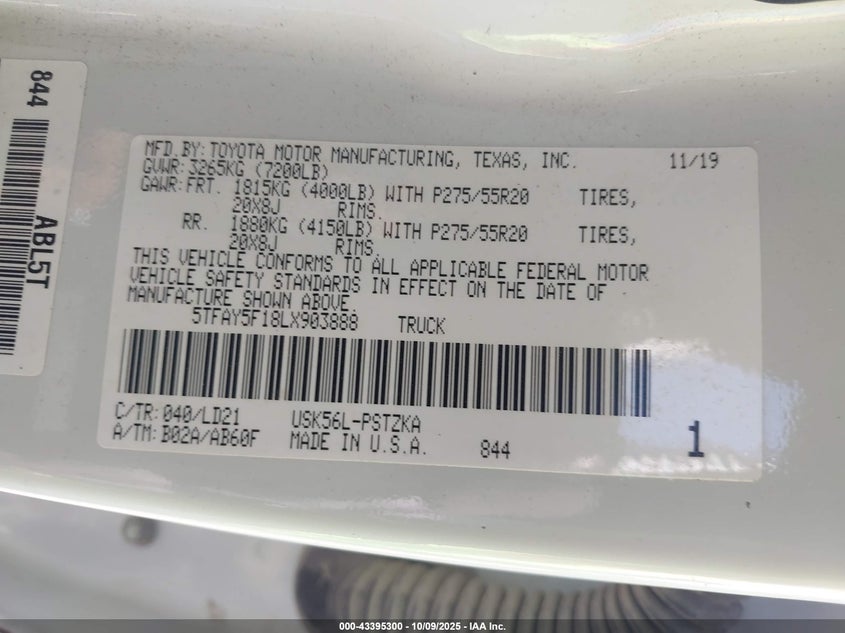 844
ABL5T
MFD.BY:TOYOTA MOTOR MANUFACTURING, TEXAS, INC. 11/19
GVWR:3265KG (7200LB)
GAWR:FRT. 1815KG (4000LB) WITH P275/55R20 TIRES,
20X8J RIMS.
RR. 1880KG (4150LB) WITH P275/55R20 TIRES,
20X8J RIMS.
THIS VEHICLE CONFORMS TO ALL APPLICABLE FEDERAL MOTOR
VEHICLE SAFETY STANDARDS IN EFFECT ON THE DATE OF
MANUFACTURE SHOWN ABOVE.
5TFAY5F18LX903888 TRUCK
C/TR:040/LD21 USK56L-PSTZKA
A/TM:B02A/AB60F MADE IN U.S.A. 844 1
000-43395300 - 10/09/2025 - IAA Inc.